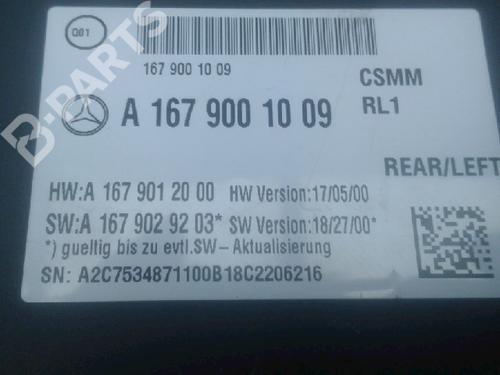 Q01
167 900 10 09
CSMM
RL1
A 167 900 10 09
REAR/LEFT
HW:A 167 901 20 00 HW Version:17/05/00
SW:A 167 902 92 03* SW Version:18/27/00*
*) gueltig bis zu evtl.SW - Aktualisierung
SN: A2C7534871100B18C2206216
B-PARTS